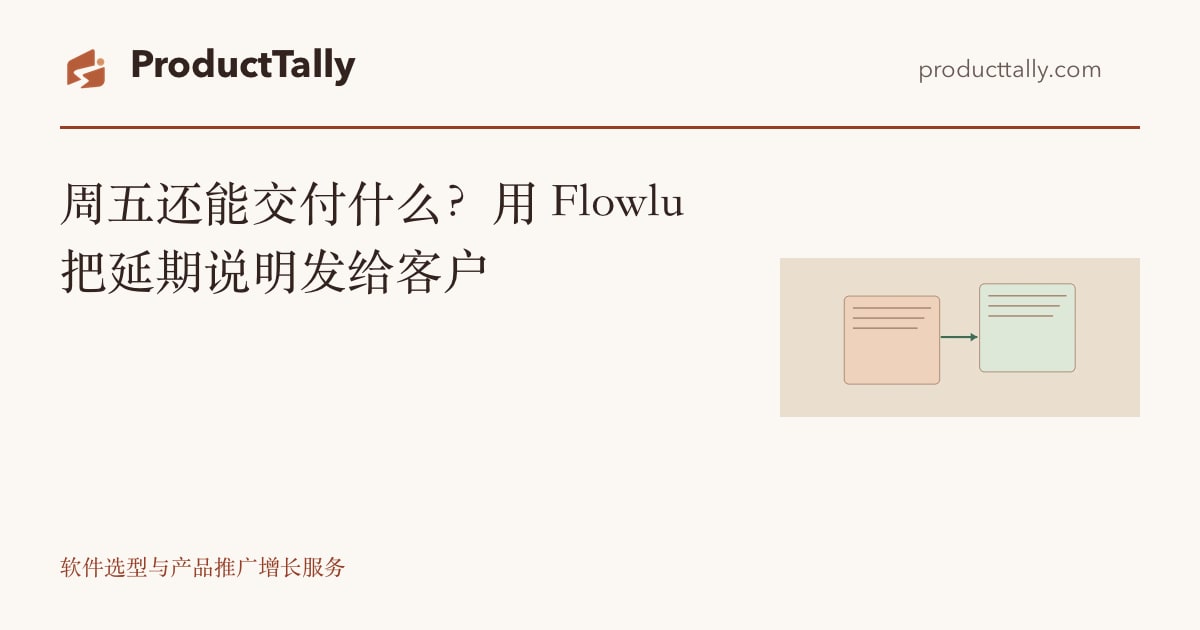 ProductTally
producttally.com
周五还能交付什么？用 Flowlu
把延期说明发给客户
软件选型与产品推广增长服务